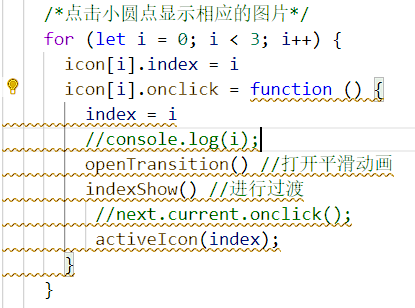 /*点击小圆点显示相应的图片*/
for (let i = 0; i < 3; i++) {
icon[i].index = i
icon[i].onclick = function () {
index = i
//console.log(i);
openTransition() //打开平滑动画
indexShow() //进行过渡
//next.current.onclick();
activeIcon(index);
}
}